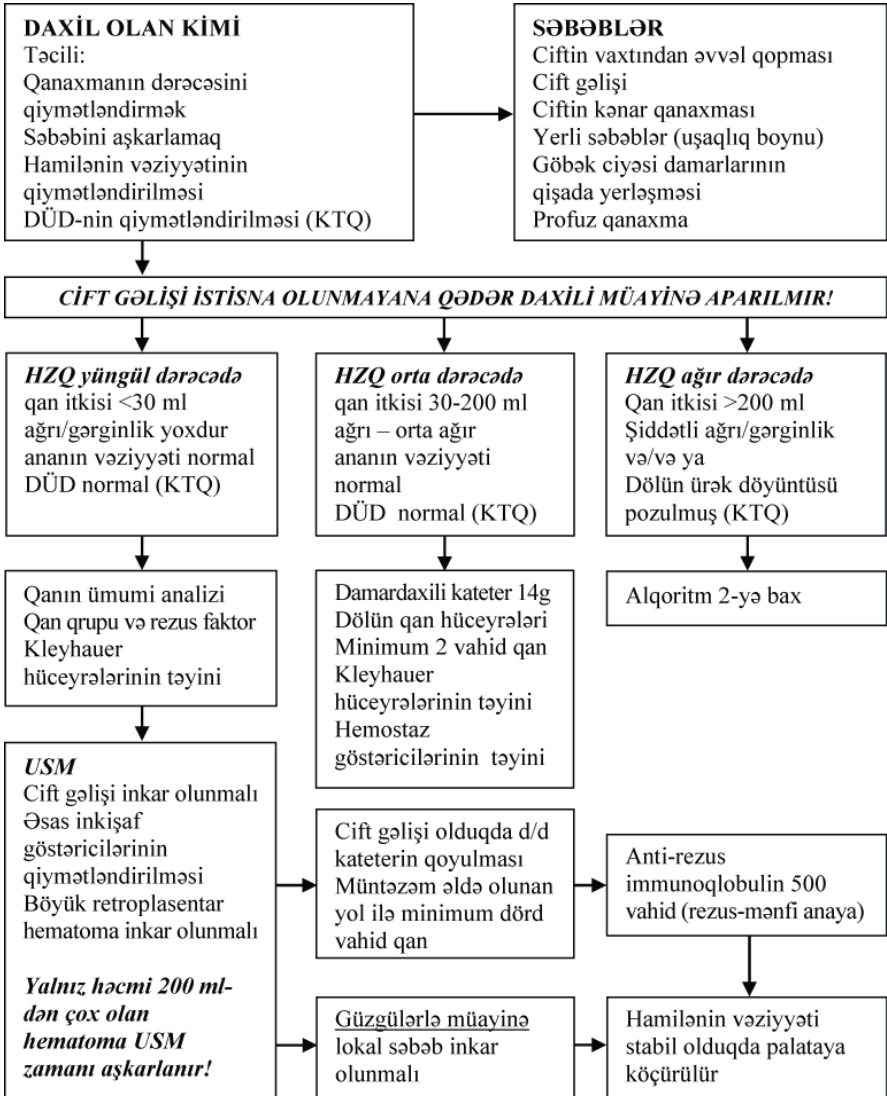 DAXİL OLAN KİMİ
Təcili:
Qanaxmanın dərəcəsini
qiymətləndirmək
Səbəbini aşkarlamaq
Hamilənin vəziyyətinin
qiymətləndirilməsi
DÜD-nin qiymətləndirilməsi (KTQ)
SƏBƏBLƏR
Ciftin vaxtından əvvəl qopması
Cift gəlişi
Ciftin kənar qanaxması
Yerli səbəblər (uşaqlıq boynu)
Göbək ciyəsi damarlarının
qişada yerləşməsi
Profuz qanaxma
CİFT GƏLİŞİ İSTİSNA OLUNMAYANA QƏDƏR DAXİLİ MÜAYİNƏ APARILMIR!
HZQ yüngül dərəcədə
qan itkisi <30 ml
ağrı/gərginlik yoxdur
ananın vəziyyəti normal
DÜD normal (KTQ)
HZQ orta dərəcədə
qan itkisi 30-200 ml
ağrı – orta ağır
ananın vəziyyəti
normal
DÜD normal (KTQ)
HZQ ağır dərəcədə
Qan itkisi >200 ml
Şiddətli ağrı/gərginlik
və/və ya
Dölün ürək döyüntüsü
pozulmuş (KTQ)
Qanın ümumi analizi
Qan qrupu və rezus faktor
Kleyhauer
hüceyrələrinin təyini
Damardaxili kateter 14g
Dölün qan hüceyrələri
Minimum 2 vahid qan
Kleyhauer
hüceyrələrinin təyini
Hemostaz
göstəricilərinin təyini
Alqoritm 2-yə bax
USM
Cift gəlişi inkar olunmalı
Əsas inkişaf
göstəricilərinin
qiymətləndirilməsi
Böyük retroplasentar
hematoma inkar olunmalı
Yalnız həcmi 200 ml-
dən çox olan
hematoma USM
zamanı aşkarlanır!
Cift gəlişi olduqda d/d
kateterin qoyulması
Müntəzəm əldə olunan
yol ilə minimum dörd
vahid qan
Anti-rezus
immunoqlobulin 500
vahid (rezus-mənfi anaya)
Güzgülərlə müayinə
lokal səbəb inkar
olunmalı
Hamilənin vəziyyəti
stabil olduqda palataya
köçürülür